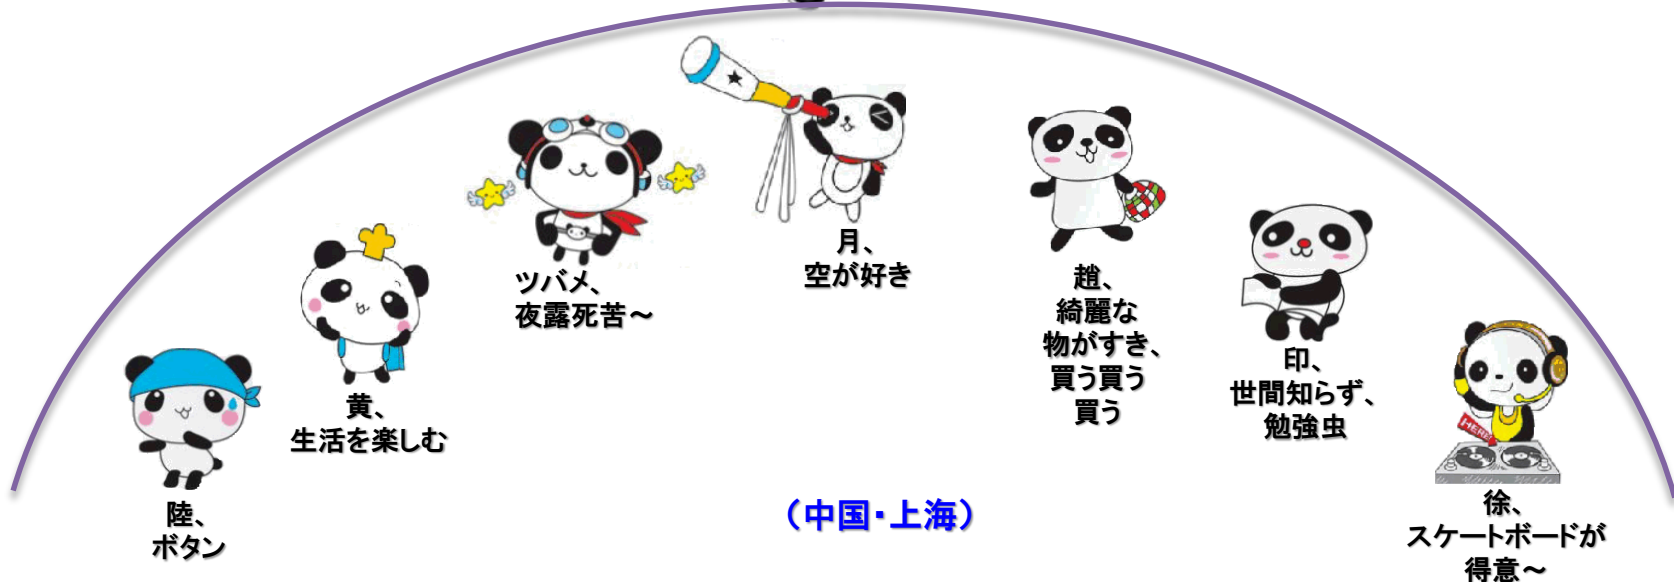 陸、
ボタン
黄、
生活を楽しむ
ツバメ、
夜露死苦～
月、
空が好き
趙、
綺麗な
物がすき、
買う買う
買う
印、
世間知らず、
勉強虫
HERE!
徐、
スケートボードが
得意～
（中国・上海）